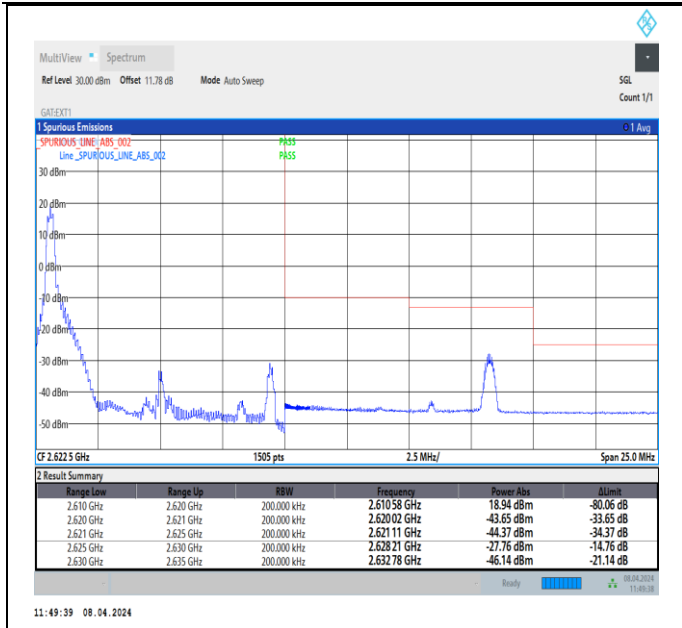 MultiView Spectrum
Ref Level 30.00 dBm Offset 11.78 dB Mode Auto Sweep SGL
Count 1/1
GAT:EXT1
1 Spurious Emissions 1 Avg
_SPURIOUS_LINE_ABS_002 PASS
Line _SPURIOUS_LINE_ABS_002 PASS
30 dBm
20 dBm
10 dBm
0 dBm
-10 dBm
-20 dBm
-30 dBm
-40 dBm
-50 dBm
CF 2.622 5 GHz 1505 pts 2.5 MHz/ Span 25.0 MHz
2 Result Summary
Range Low Range Up RBW Frequency Power Abs ΔLimit
2.610 GHz 2.620 GHz 200.000 kHz 2.610 58 GHz 18.94 dBm -80.06 dB
2.620 GHz 2.621 GHz 200.000 kHz 2.620 02 GHz -43.65 dBm -33.65 dB
2.621 GHz 2.625 GHz 200.000 kHz 2.621 11 GHz -44.37 dBm -34.37 dB
2.625 GHz 2.630 GHz 200.000 kHz 2.628 21 GHz -27.76 dBm -14.76 dB
2.630 GHz 2.635 GHz 200.000 kHz 2.632 78 GHz -46.14 dBm -21.14 dB
Ready 08.04.2024
11:49:38
11:49:39 08.04.2024